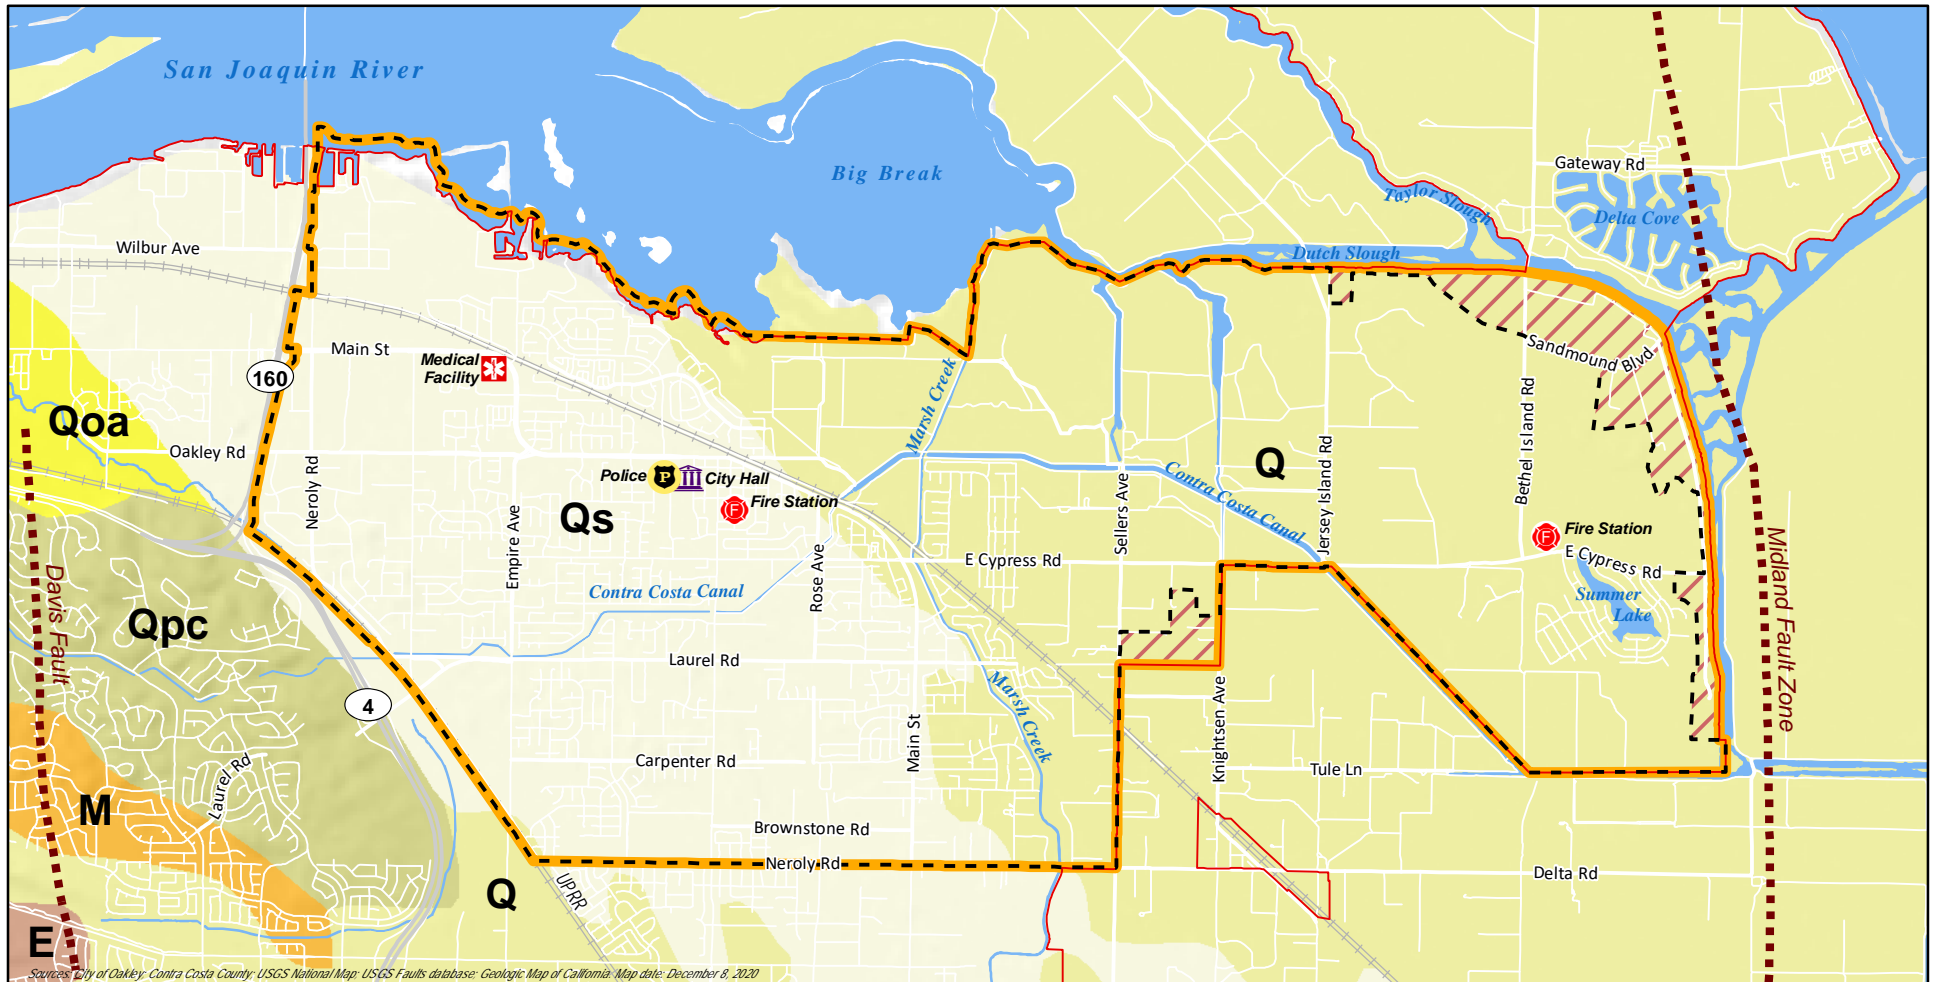 San Joaquin River
Big Break
Gateway Rd
Taylor Slough
Delta Cove
Wilbur Ave
Dutch Slough
Main St
Medical
Facility
160
Sandmound Blvd
Marsh Creek
Bethel Island Rd
Qoa
Oakley Rd
Neroly Rd
Police
P
City Hall
F
Fire Station
Qs
Empire Ave
Q
Contra Costa Canal
Sellers Ave
Jersey Island Rd
F
Fire Station
E Cypress Rd
E Cypress Rd
Rose Ave
Contra Costa Canal
Summer
Lake
Davis Fault
Qpc
Midland Fault Zone
Laurel Rd
4
Marsh Creek
Knightsen Ave
Main St
Carpenter Rd
Tule Ln
Laurel Rd
M
Brownstone Rd
Neroly Rd
Delta Rd
Q
UPRR
E
Sources: City of Oakley; Contra Costa County; USGS National Map; USGS Faults database; Geologic Map of California. Map date: December 8, 2020